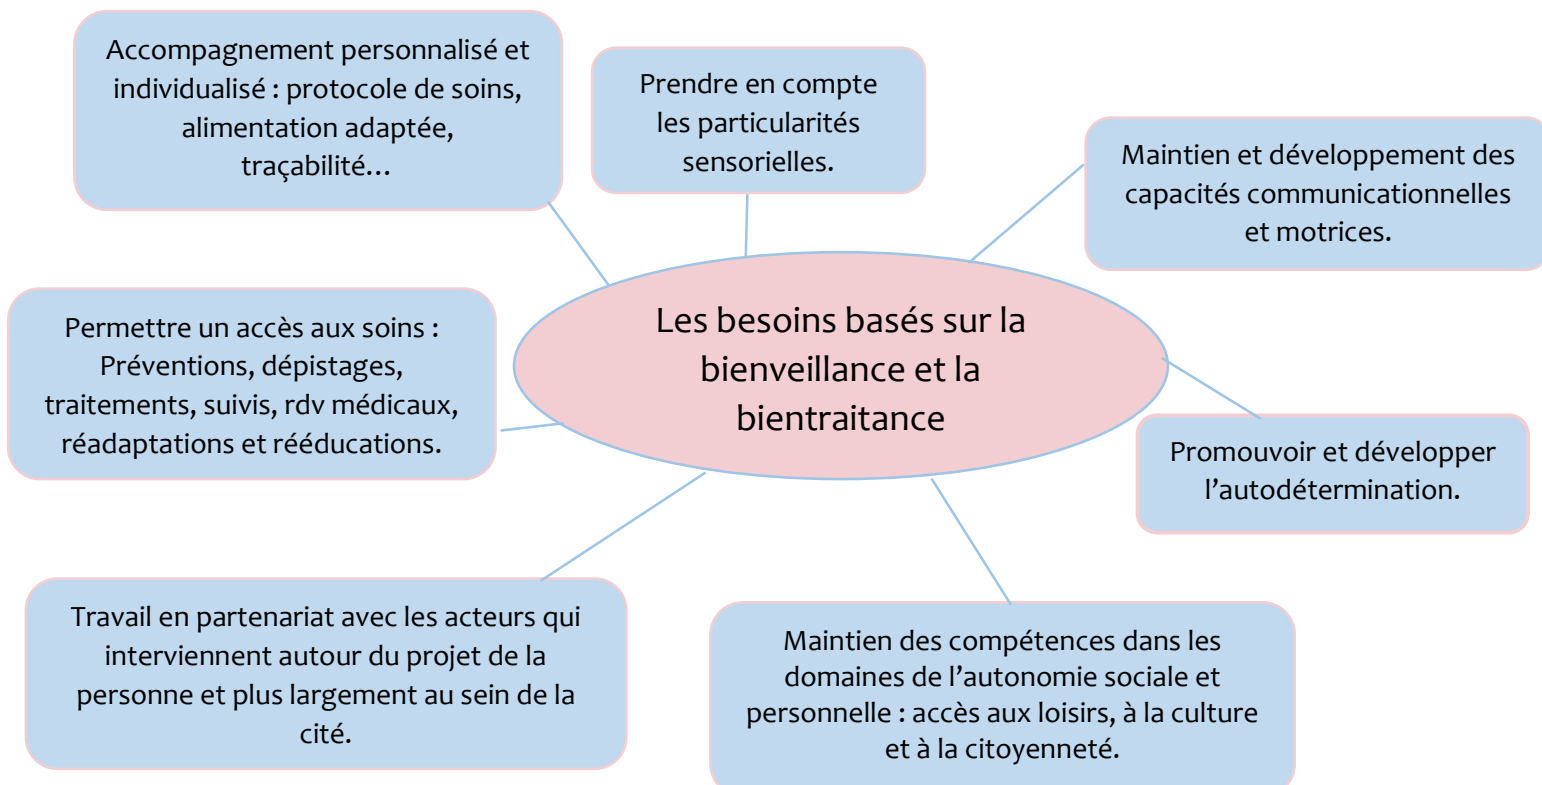 Accompagnement personnalisé et
individualisé : protocole de soins,
alimentation adaptée,
traçabilité…
Prendre en compte
les particularités
sensorielles.
Maintien et développement des
capacités communicationnelles
et motrices.
Les besoins basés sur la
bienveillance et la
bientraitance
Permettre un accès aux soins :
Préventions, dépistages,
traitements, suivis, rdv médicaux,
réadaptations et rééducations.
Promouvoir et développer
l’autodétermination.
Travail en partenariat avec les acteurs qui
interviennent autour du projet de la
personne et plus largement au sein de la
cité.
Maintien des compétences dans les
domaines de l’autonomie sociale et
personnelle : accès aux loisirs, à la culture
et à la citoyenneté.